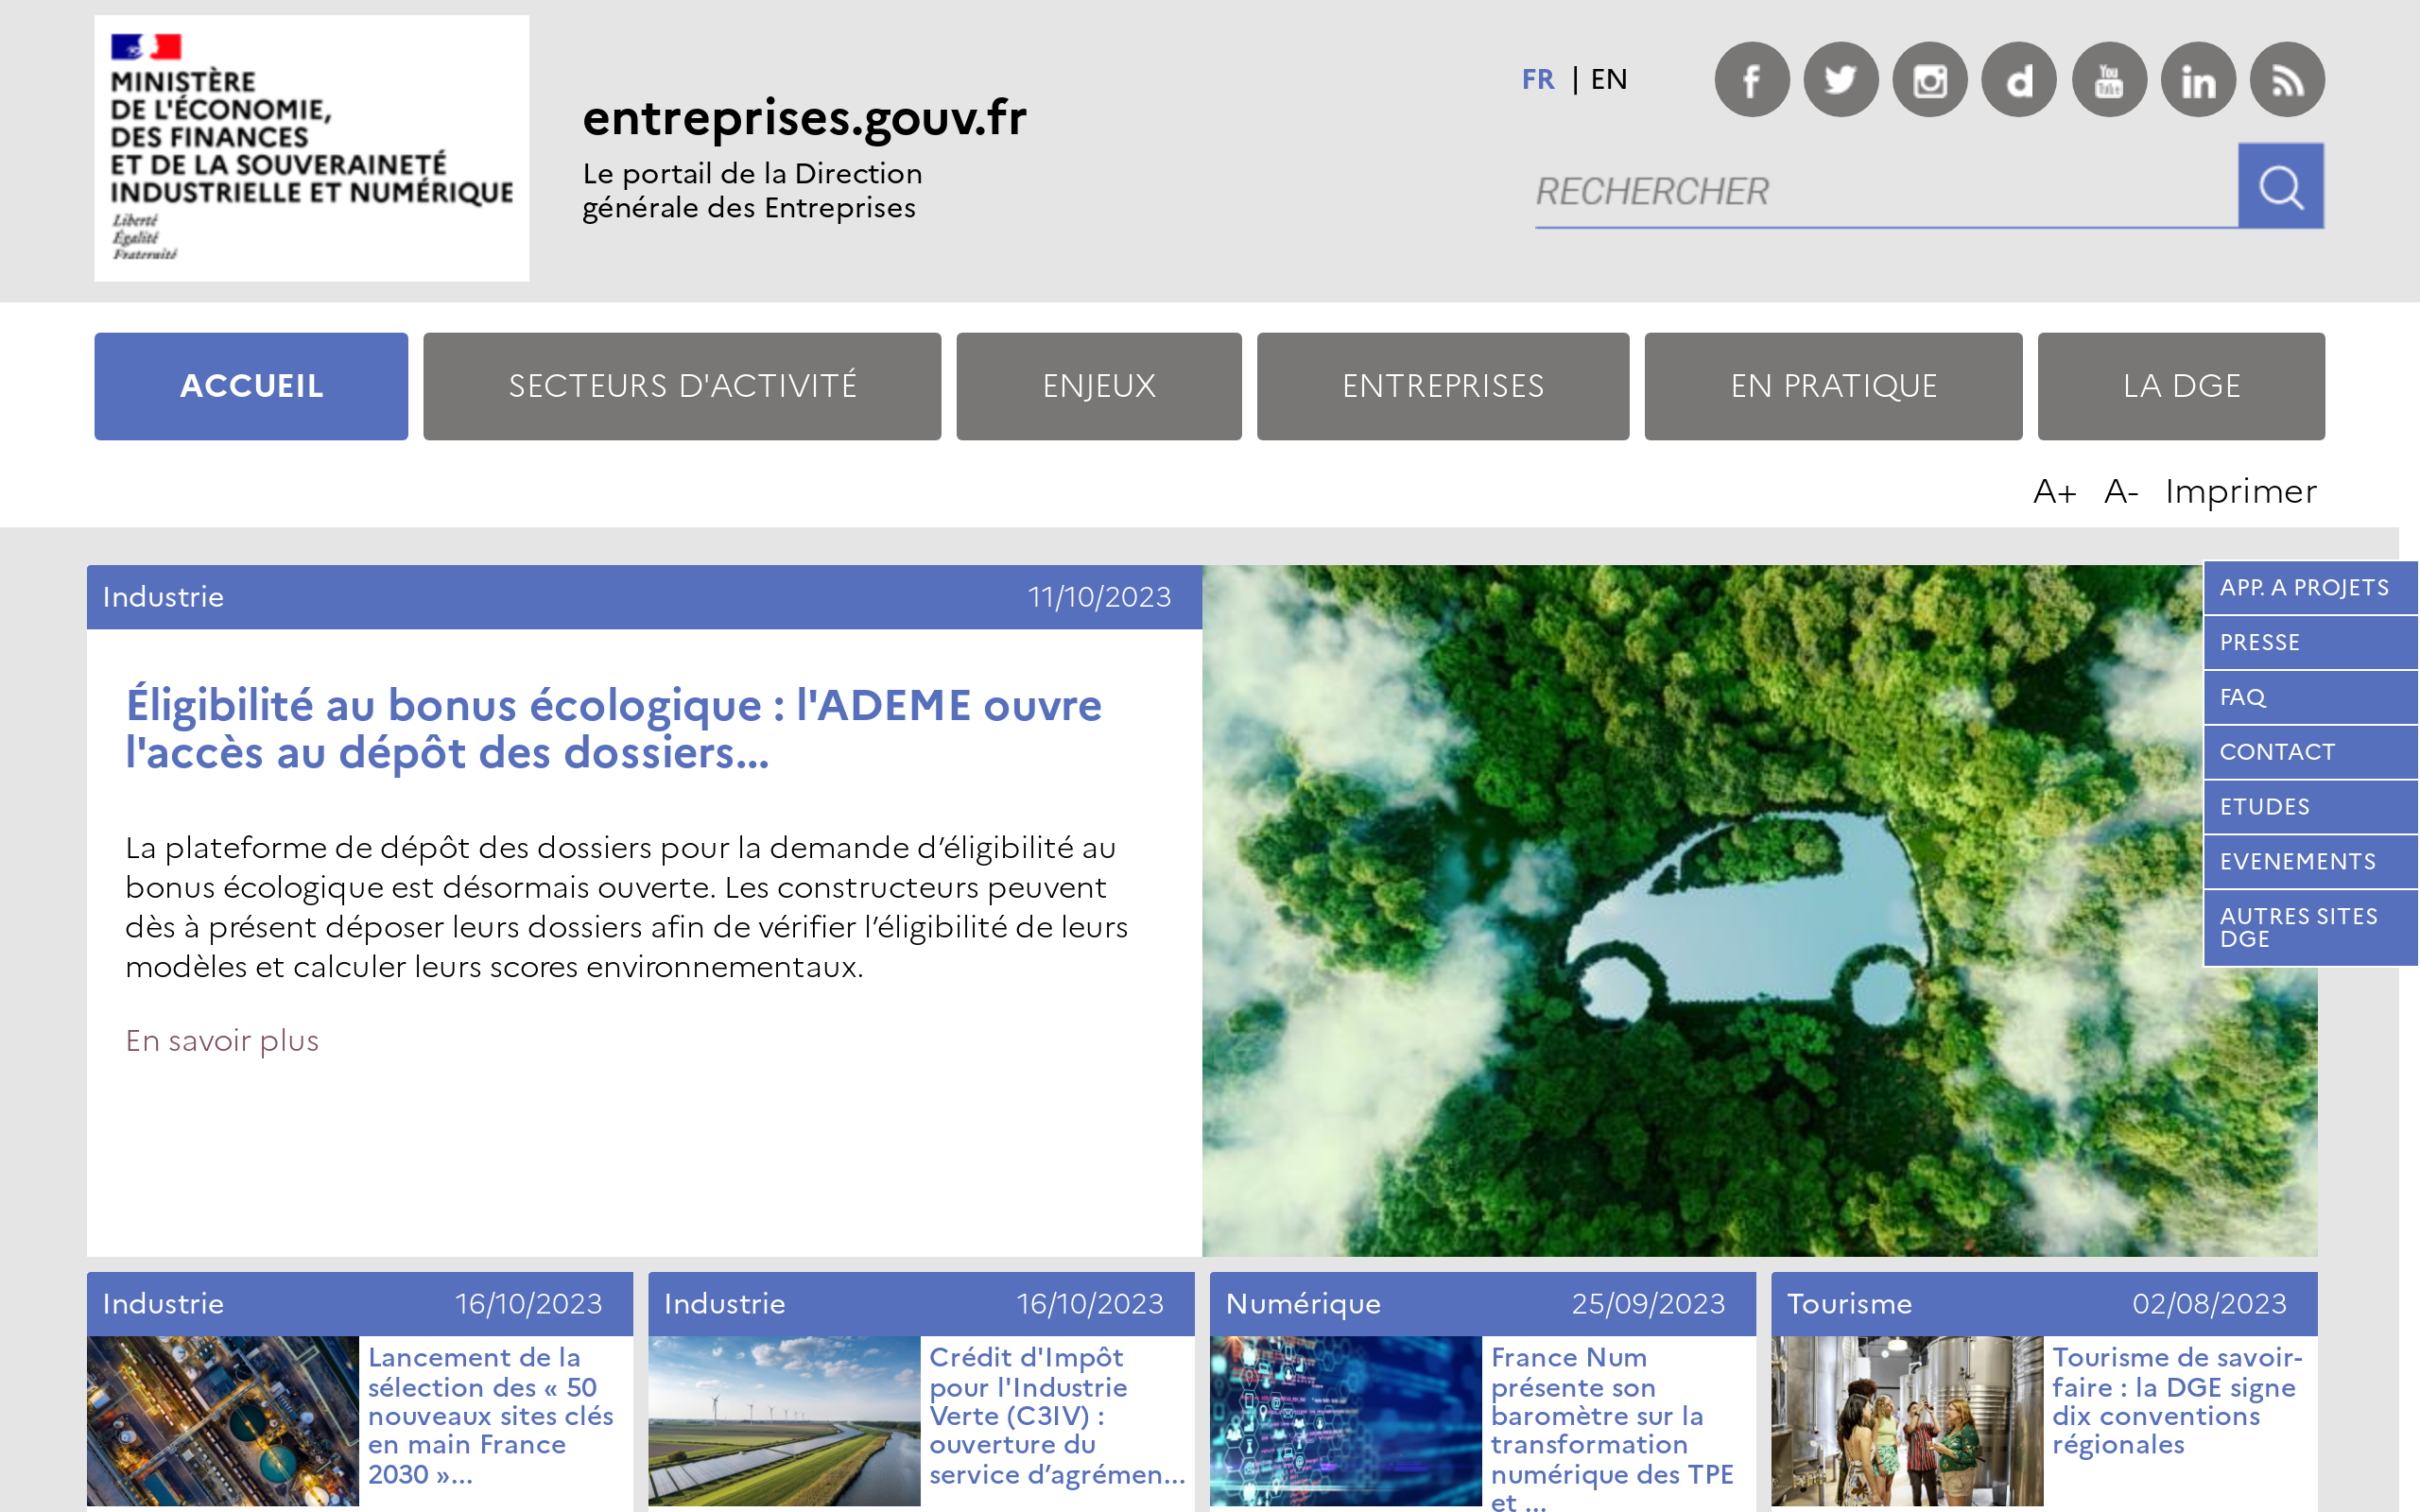 MINISTÈRE
DE L'ÉCONOMIE,
DES FINANCES
ET DE LA SOUVERAINETÉ
INDUSTRIELLE ET NUMÉRIQUE
Liberté
Égalité
Fraternité
entreprises.gouv.fr
Le portail de la Direction
générale des Entreprises
FR | EN
You
Tube
RECHERCHER
ACCUEIL
SECTEURS D'ACTIVITÉ
ENJEUX
ENTREPRISES
EN PRATIQUE
LA DGE
A+ A- Imprimer
Industrie 11/10/2023
Éligibilité au bonus écologique : l'ADEME ouvre
l'accès au dépôt des dossiers...
La plateforme de dépôt des dossiers pour la demande d’éligibilité au
bonus écologique est désormais ouverte. Les constructeurs peuvent
dès à présent déposer leurs dossiers afin de vérifier l’éligibilité de leurs
modèles et calculer leurs scores environnementaux.
En savoir plus
APP. A PROJETS
PRESSE
FAQ
CONTACT
ETUDES
EVENEMENTS
AUTRES SITES
DGE
Industrie 16/10/2023
Lancement de la
sélection des « 50
nouveaux sites clés
en main France
2030 »...
Industrie 16/10/2023
Crédit d'Impôt
pour l'Industrie
Verte (C3IV) :
ouverture du
service d’agrémen...
Numérique 25/09/2023
France Num
présente son
baromètre sur la
transformation
numérique des TPE
et ...
Tourisme 02/08/2023
Tourisme de savoir-
faire : la DGE signe
dix conventions
régionales